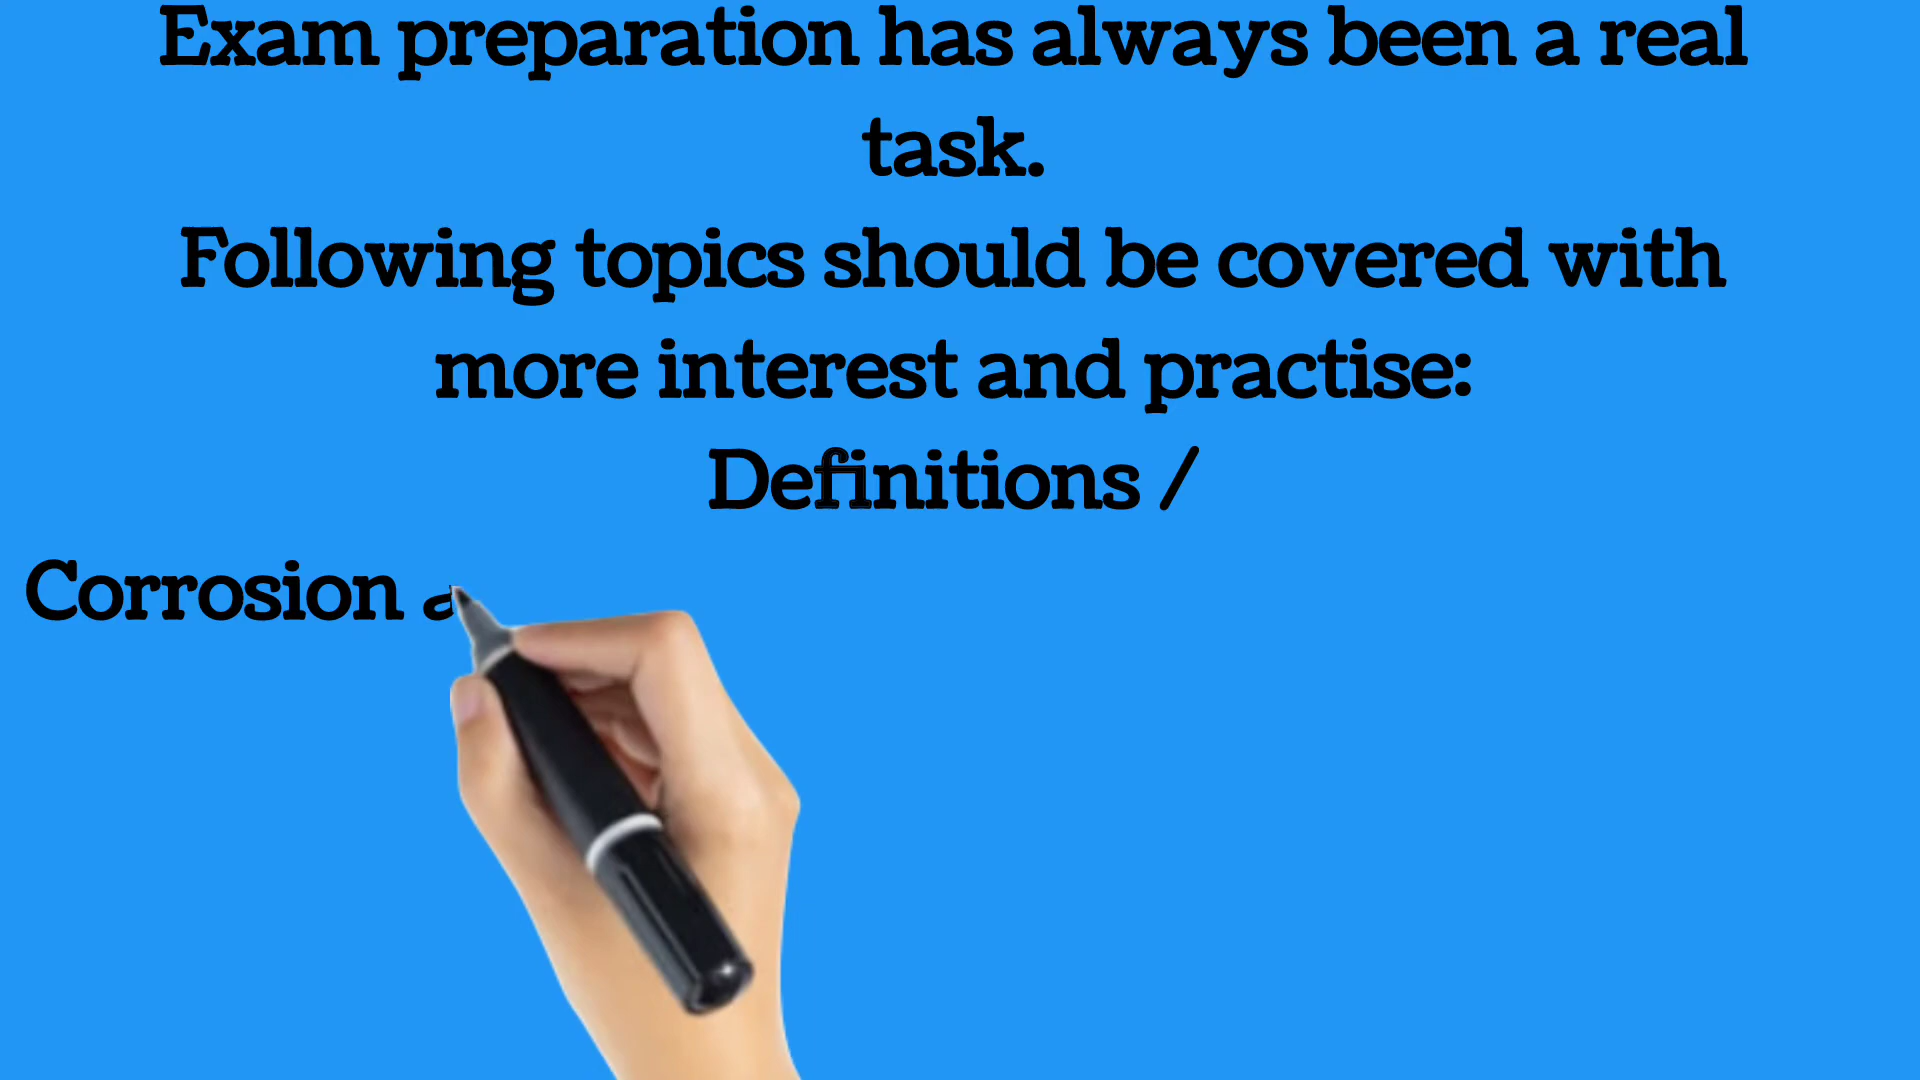 Exam preparation has always been a real
task.
Following topics should be covered with
more interest and practise:
Definitions /
Corrosion